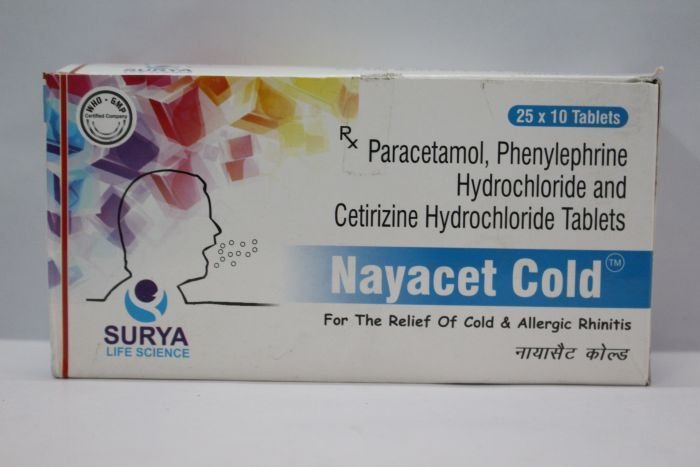 SURYA
WHO - GMP
Certified Company
25 x 10 Tablets
Rx Paracetamol, Phenylephrine
Hydrochloride and
Cetirizine Hydrochloride Tablets
Nayacet Cold™
For The Relief Of Cold & Allergic Rhinitis
नायासैट कोल्ड
SURYA
LIFE SCIENCE